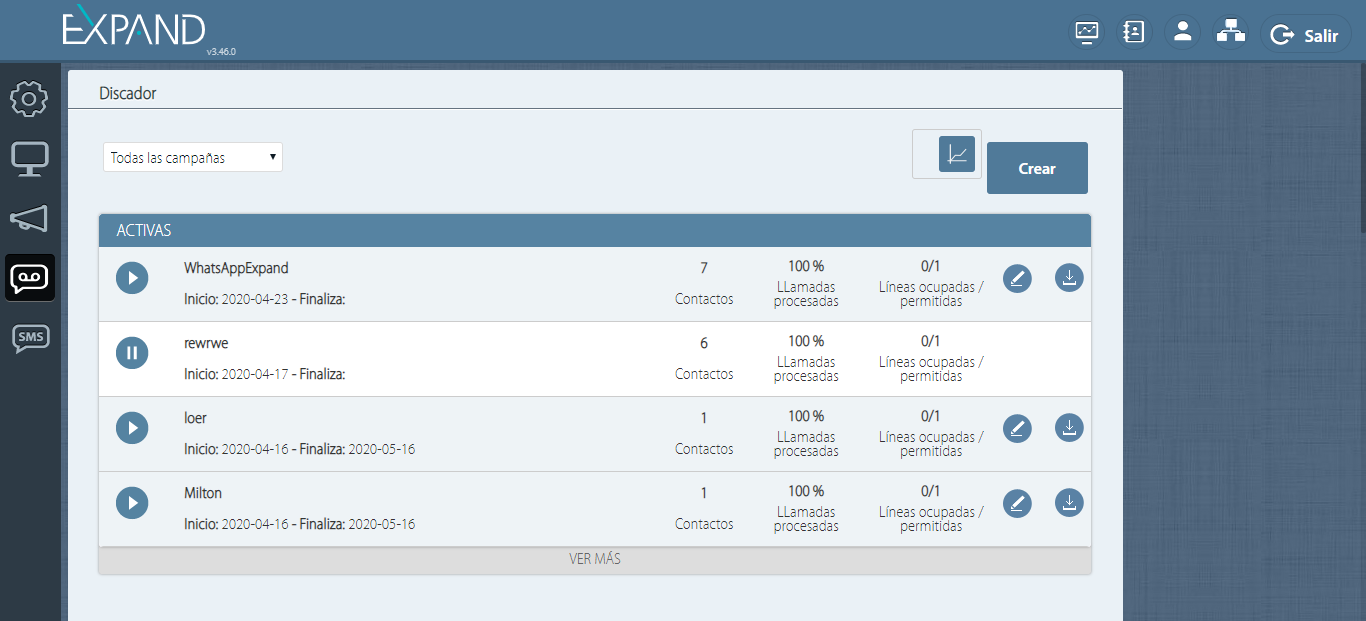 EXPAND
v3.46.0
Salir
SMS
Discador
Todas las campañas
Crear
ACTIVAS
WhatsAppExpand
Inicio: 2020-04-23 - Finaliza:
7
Contactos
100 %
LLamadas
procesadas
0/1
Líneas ocupadas /
permitidas
rewrwe
Inicio: 2020-04-17 - Finaliza:
6
Contactos
100 %
LLamadas
procesadas
0/1
Líneas ocupadas /
permitidas
loer
Inicio: 2020-04-16 - Finaliza: 2020-05-16
1
Contactos
100 %
LLamadas
procesadas
0/1
Líneas ocupadas /
permitidas
Milton
Inicio: 2020-04-16 - Finaliza: 2020-05-16
1
Contactos
100 %
LLamadas
procesadas
0/1
Líneas ocupadas /
permitidas
VER MÁS